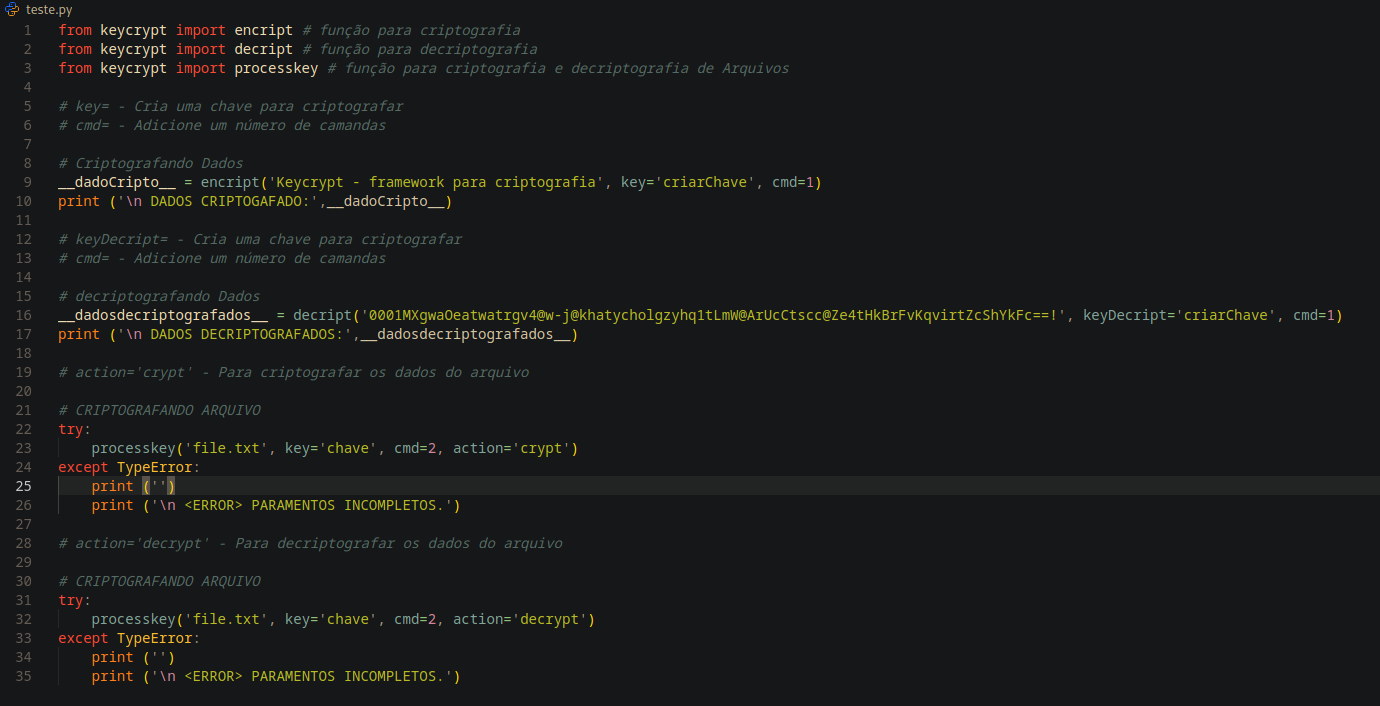 teste.py
1 from keycrypt import encript # função para criptografia
2 from keycrypt import decript # função para decriptografia
3 from keycrypt import processkey # função para criptografia e decriptografia de Arquivos
4
5 # key= - Cria uma chave para criptografar
6 # cmd= - Adicione um número de camandas
7
8 # Criptografando Dados
9 __dadoCripto__ = encript('Keycrypt - framework para criptografia', key='criarChave', cmd=1)
10 print ('\n DADOS CRIPTOGAFADO:',__dadoCripto__)
11
12 # keyDecript= - Cria uma chave para criptografar
13 # cmd= - Adicione um número de camandas
14
15 # decriptografando Dados
16 __dadosdecriptografados__ = decript('0001MXgwaOeatwatrgv4@w-j@khatycholgzyhq1tLmW@ArUcCtscc@Ze4tHkBrFvKqvirtZcShYkFc==!', keyDecript='criarChave', cmd=1)
17 print ('\n DADOS DECRIPTOGRAFADOS:',__dadosdecriptografados__)
18
19 # action='crypt' - Para criptografar os dados do arquivo
20
21 # CRIPTOGRAFANDO ARQUIVO
22 try:
23 processkey('file.txt', key='chave', cmd=2, action='crypt')
24 except TypeError:
25 print ('')
26 print ('\n <ERROR> PARAMENTOS INCOMPLETOS.')
27
28 # action='decrypt' - Para decriptografar os dados do arquivo
29
30 # CRIPTOGRAFANDO ARQUIVO
31 try:
32 processkey('file.txt', key='chave', cmd=2, action='decrypt')
33 except TypeError:
34 print ('')
35 print ('\n <ERROR> PARAMENTOS INCOMPLETOS.')